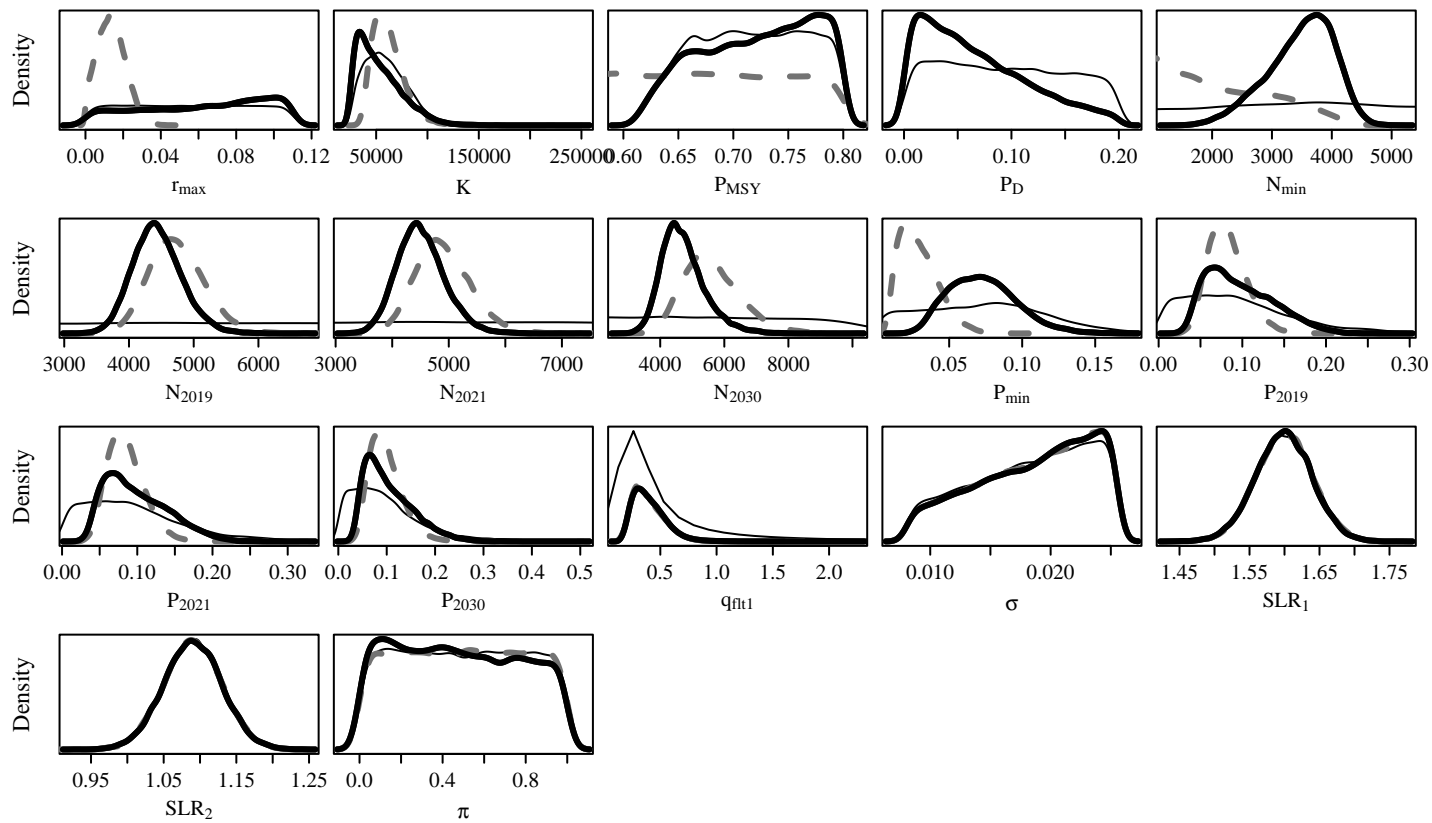 Density
0.00 0.04 0.08 0.12
r_max
50000 150000 250000
K
0.60 0.65 0.70 0.75 0.80
P_MSY
0.00 0.10 0.20
P_D
2000 3000 4000 5000
N_min
Density
3000 4000 5000 6000
N_2019
3000 5000 7000
N_2021
4000 6000 8000
N_2030
0.05 0.10 0.15
P_min
0.00 0.10 0.20 0.30
P_2019
Density
0.00 0.10 0.20 0.30
P_2021
0.0 0.1 0.2 0.3 0.4 0.5
P_2030
0.5 1.0 1.5 2.0
q_flt1
0.010 0.020
σ
1.45 1.55 1.65 1.75
SLR_1
Density
0.95 1.05 1.15 1.25
SLR_2
0.0 0.4 0.8
π